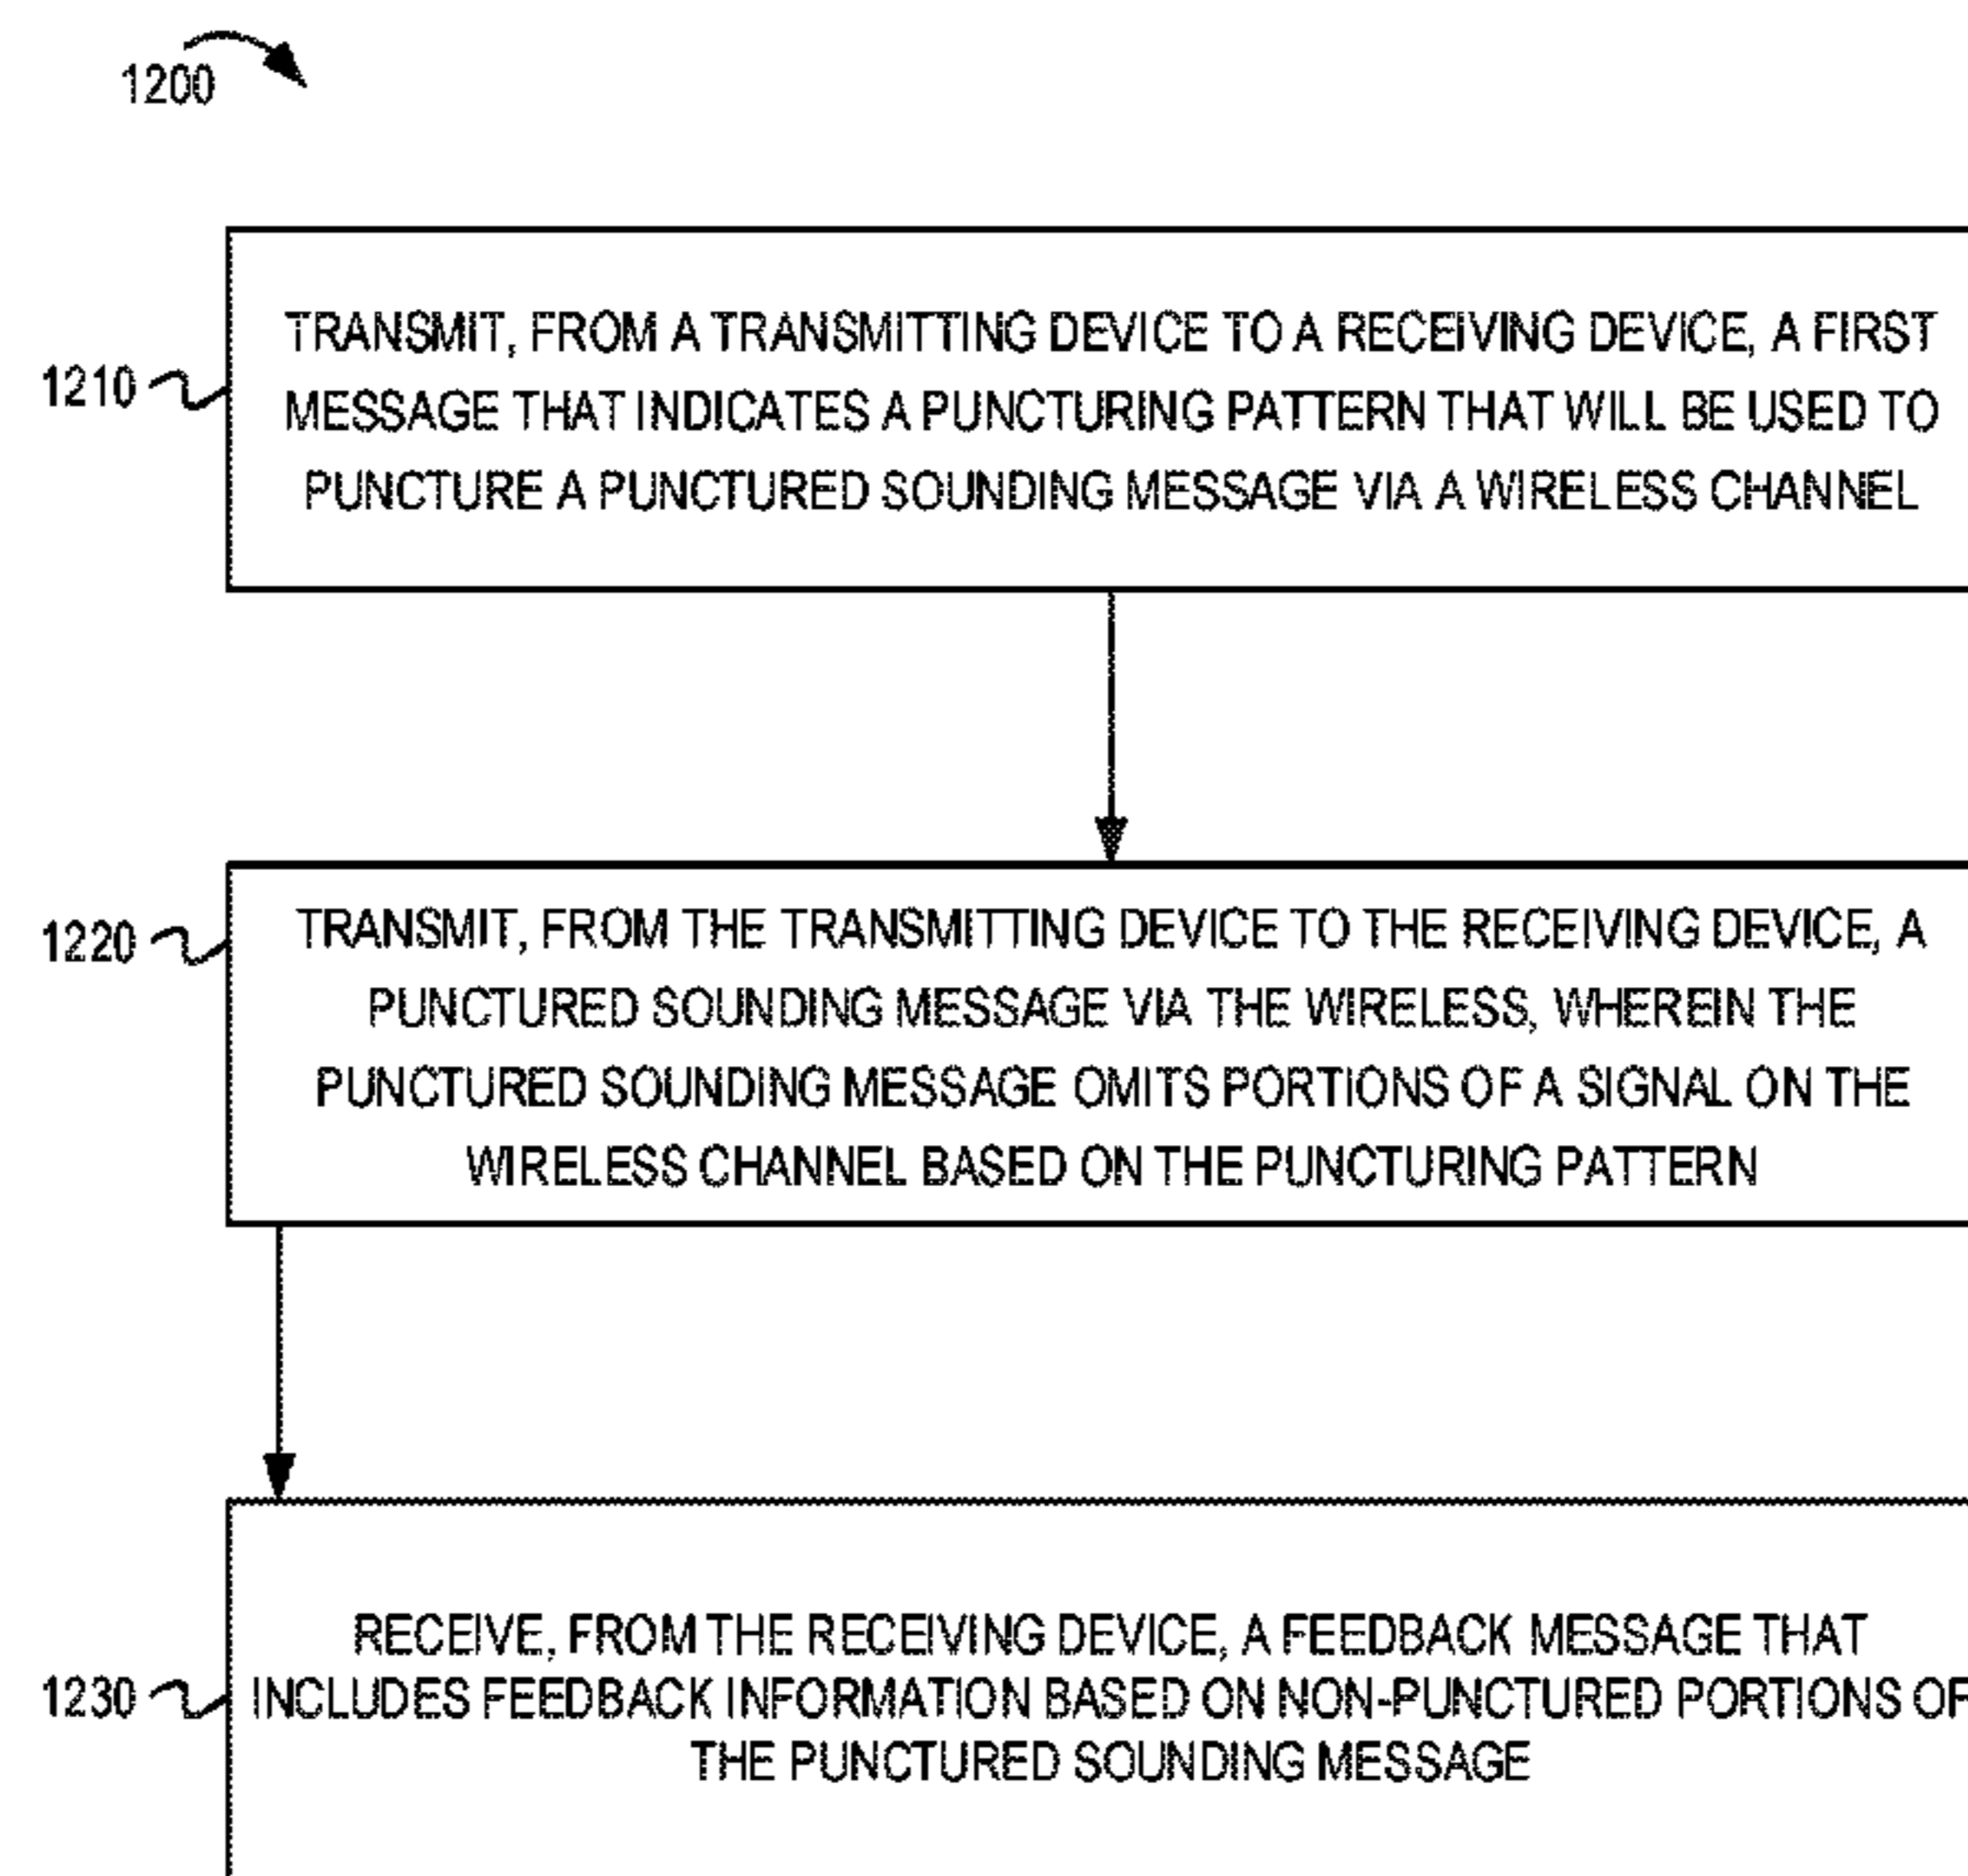 1200
1210
TRANSMIT, FROM A TRANSMITTING DEVICE TO A RECEIVING DEVICE, A FIRST
MESSAGE THAT INDICATES A PUNCTURING PATTERN THAT WILL BE USED TO
PUNCTURE A PUNCTURED SOUNDING MESSAGE VIA A WIRELESS CHANNEL
1220
TRANSMIT, FROM THE TRANSMITTING DEVICE TO THE RECEIVING DEVICE, A
PUNCTURED SOUNDING MESSAGE VIA THE WIRELESS, WHEREIN THE
PUNCTURED SOUNDING MESSAGE OMITS PORTIONS OF A SIGNAL ON THE
WIRELESS CHANNEL BASED ON THE PUNCTURING PATTERN
1230
RECEIVE, FROM THE RECEIVING DEVICE, A FEEDBACK MESSAGE THAT
INCLUDES FEEDBACK INFORMATION BASED ON NON-PUNCTURED PORTIONS OF
THE PUNCTURED SOUNDING MESSAGE